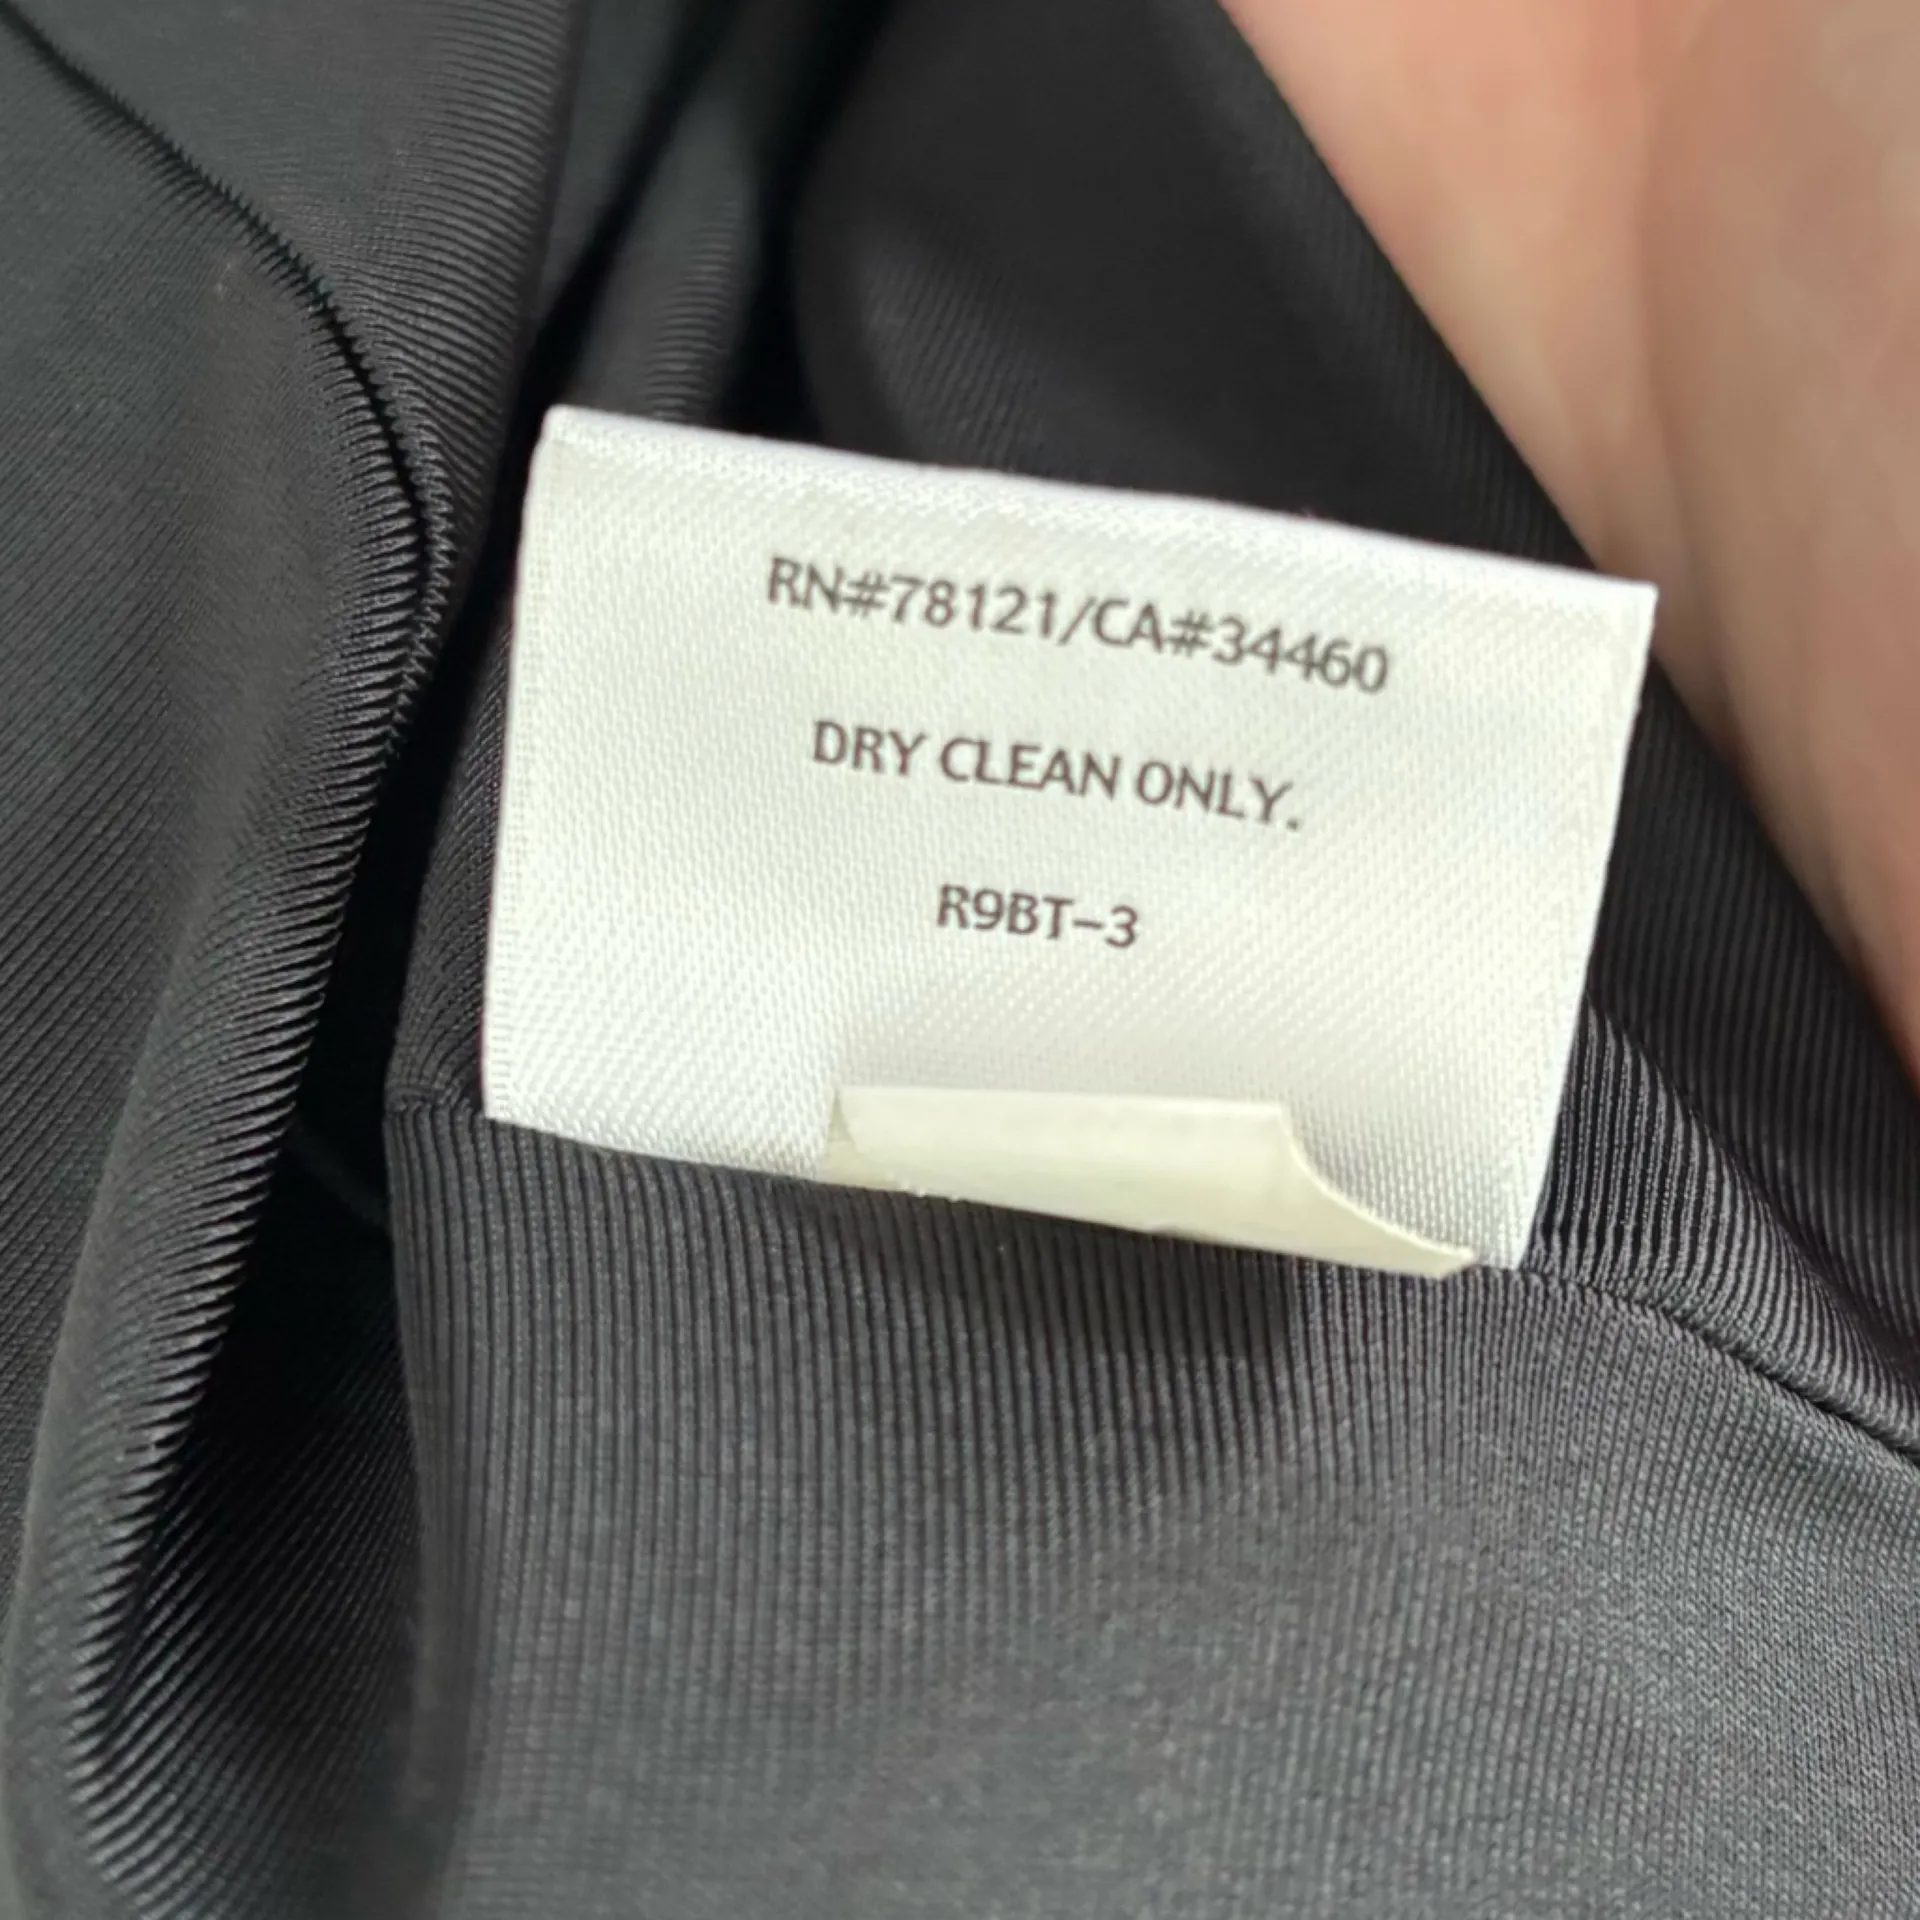 RN#78121/CA#34460
DRY CLEAN ONLY.
R9BT-3